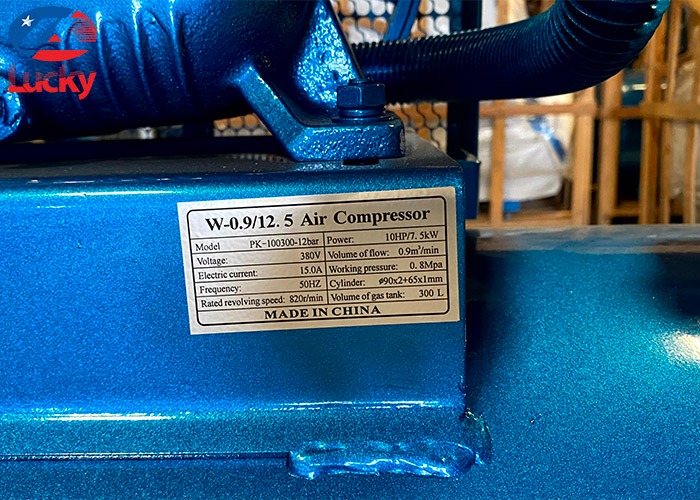 Lucky
W-0.9/12. 5 Air Compressor
Model PK-100300-12bar Power: 10HP/7. 5kW
Voltage: 380V Volume of flow: 0.9m³/min
Electric current: 15.0A Working pressure: 0. 8Mpa
Frequency: 50HZ Cylinder: ø90x2+65x1mm
Rated revolving speed: 820r/min Volume of gas tank: 300 L
MADE IN CHINA